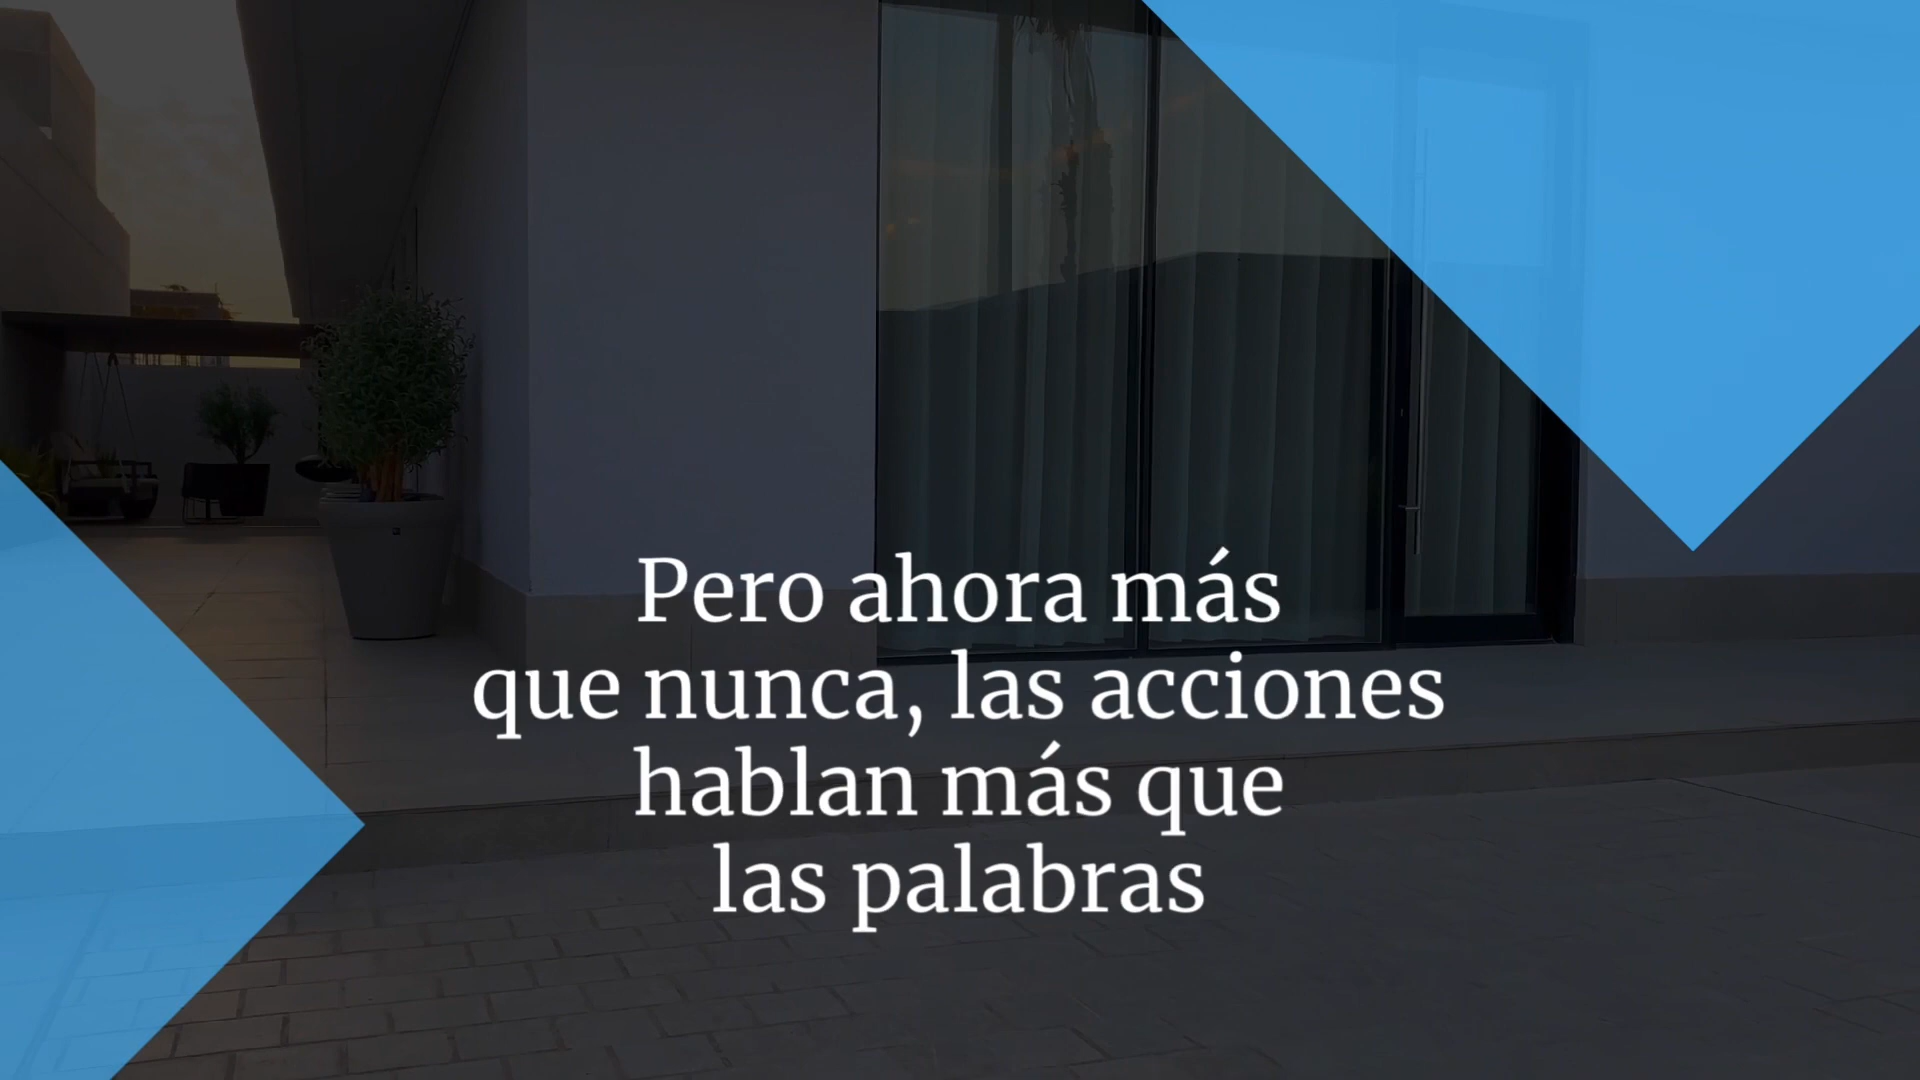 Pero ahora más
que nunca, las acciones
hablan más que
las palabras